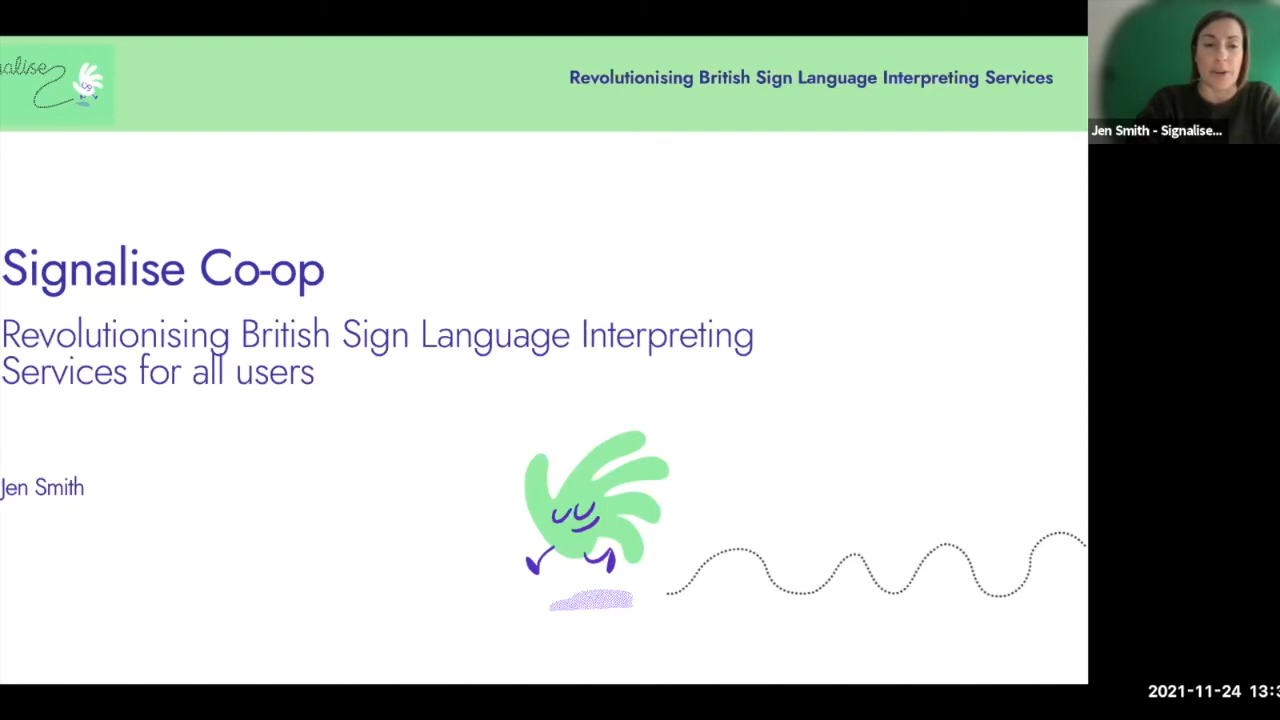 Revolutionising British Sign Language Interpreting Services
Jen Smith - Signalise...
Signalise Co-op
Revolutionising British Sign Language Interpreting
Services for all users
Jen Smith
2021-11-24 13:3